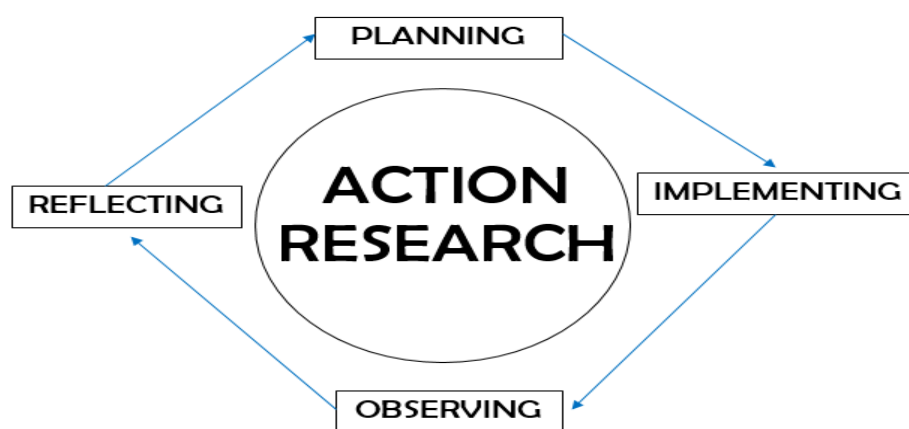 PLANNING
ACTION
RESEARCH
REFLECTING
IMPLEMENTING
OBSERVING